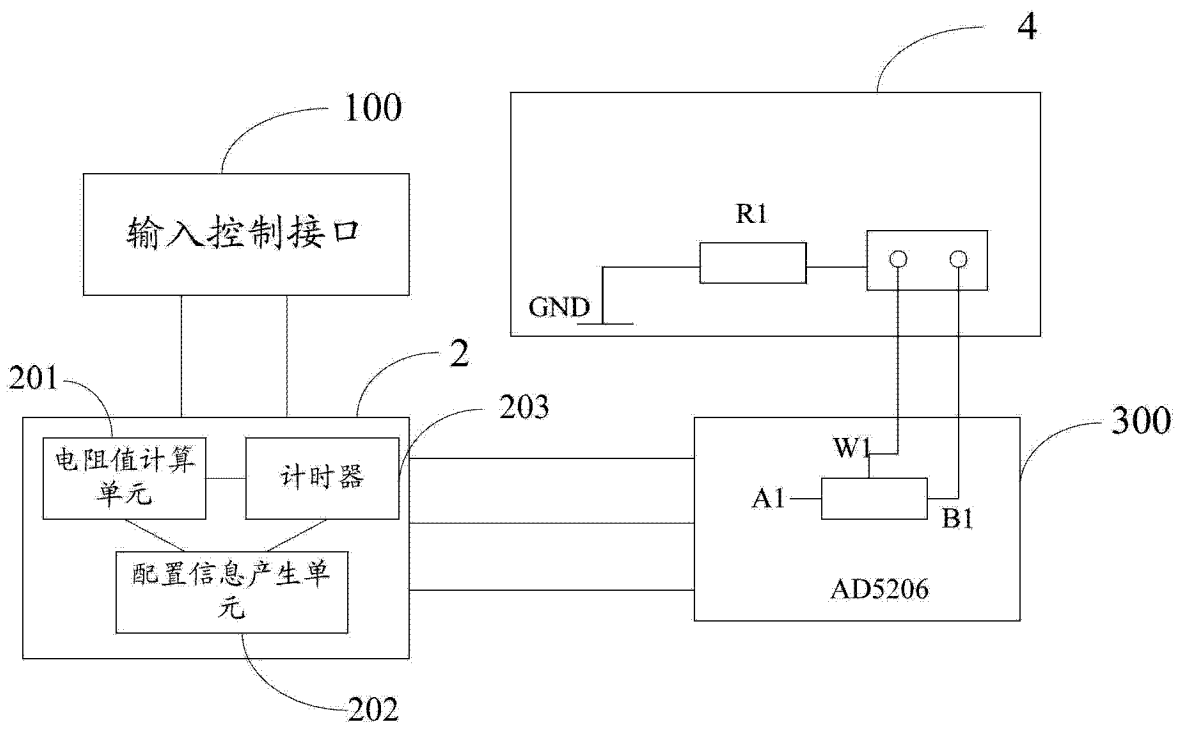 4
100
输入控制接口
R1
GND
2
201
203
300
电阻值计算
单元
计时器
W1
A1
B1
配置信息产生单
元
AD5206
202